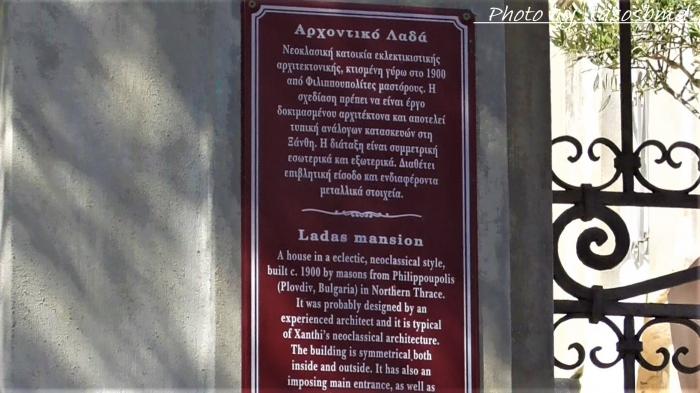 Photo by
Αρχοντικό Λαδά
Νεοκλασική κατοικία εκλεκτικιστικής
αρχιτεκτονικής, κτισμένη γύρω στο 1900
από Φιλιππουπολίτες μαστόρους. Η
σχεδίαση πρέπει να είναι έργο
δοκιμασμένου αρχιτέκτονα και αποτελεί
τυπική ανάλογων κατασκευών στη
Ξάνθη. Η διάταξη είναι συμμετρική
εσωτερικά και εξωτερικά. Διαθέτει
επιβλητική είσοδο και ενδιαφέροντα
μεταλλικά στοιχεία.
Ladas mansion
A house in a eclectic, neoclassical style,
built c. 1900 by masons from Philippoupolis
(Plovdiv, Bulgaria) in Northern Thrace.
It was probably designed by an
experienced architect and it is typical
of Xanthi's neoclassical architecture.
The building is symmetrical both
inside and outside. It has also an
imposing main entrance, as well as